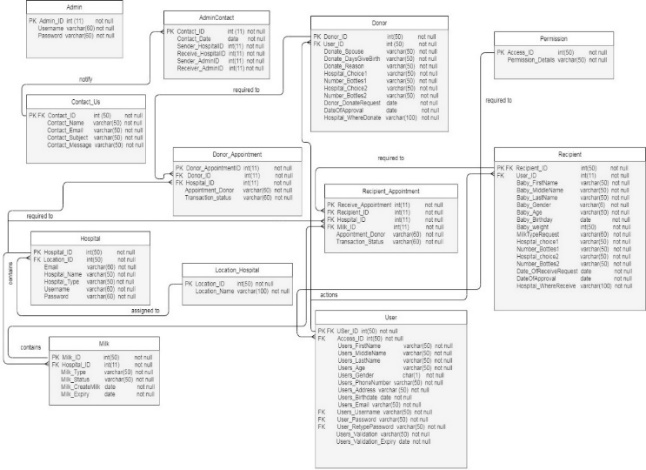 Admin
PK Admin_ID int (11) not null
Username varchar(60) not null
Password varchar(60) not null
AdminContact
PK Contact_ID int (11) not null
Contact_Date date not null
Sender_HospitalID int(11) not null
Receive_HospitalID int(11) not null
Sender_AdminID int(11) not null
Receiver_AdminID int(11) not null
Donor
PK Donor_ID int(50) not null
FK User_ID int (50) not null
Donate_Spouse varchar(50) not null
Donate_DaysGiveBirth varchar(50) not null
Donate_Reason varchar(50) not null
Hospital_Choice1 varchar(50) not null
Number_Bottles1 varchar(50) not null
Hospital_Choice2 varchar(50) not null
Number_Bottles2 varchar(50) not null
Donor_DonateRequest date not null
DateOfApproval date not null
Hospital_WhereDonate varchar(100) not null
Permission
PK Access_ID int(50) not null
Permission_Details varchar(50) not null
notify
required to
required to
Contact_Us
PK FK Contact_ID int (50) not null
Contact_Name varchar(50) not null
Contact_Email varchar(50) not null
Contact_Subject varchar(50) not null
Contact_Message varchar(50) not null
Donor_Appointment
PK Donor_AppointmentID int(11) not null
FK Donor_ID int(11) not null
FK Hospital_ID int(11) not null
Appointment_Donor varchar(60) not null
Transaction_status varchar(60) not null
required to
Recipient_Appointment
PK Receive_Appointment int(11) not null
FK Recipient_ID int(11) not null
FK Hospital_ID int(11) not null
FK Milk_ID int(11) not null
Appointment_Donor varchar(60) not null
Transaction_Status varchar(60) not null
Recipient
PK FK Recipient_ID int(50) not null
FK User_ID int(11) not null
Baby_FirstName varchar(50) not null
Baby_MiddleName varchar(50) not null
Baby_LastName varchar(50) not null
Baby_Gender varchar(6) not null
Baby_Age varchar(50) not null
Baby_Birthday date not null
Baby_weight int(50) not null
MilkTypeRequest varchar(50) not null
Hospital_choice1 varchar(50) not null
Number_Bottles1 varchar(50) not null
Hospital_choice2 varchar(50) not null
Number_Bottles2 varchar(50) not null
Date_OfReceiveRequest date not null
DateOfApproval date not null
Hospital_WhereReceive varchar(100) not null
required to
contains
Hospital
PK Hospital_ID int(50) not null
FK Location_ID int(50) not null
Email varchar(60) not null
Hospital_Name varchar(50) not null
Hospital_Type varchar(50) not null
Username varchar(60) not null
Password varchar(60) not null
assigned to
Location_Hospital
PK Location_ID int(50) not null
Location_Name varchar(100) not null
actions
contains
Milk
PK Milk_ID int(50) not null
FK Hospital_ID int(11) not null
Milk_Type varchar(50) not null
Milk_Status varchar(50) not null
Milk_CreateMilk date not null
Milk_Expiry date not null
User
PK FK USer_ID int(50) not null
FK Access_ID int(50) not null
Users_FirstName varchar(50) not null
Users_MiddleName varchar(50) not null
Users_LastName varchar(50) not null
Users_Age varchar(50) not null
Users_Gender char(1) not null
Users_PhoneNumber varchar(50) not null
Users_Address varchar (50) not null
Users_Birthdate date not null
Users_Email varchar(50) not null
FK Users_Username varchar(50) not null
FK User_Password varchar(50) not null
FK User_RetypePassword varchar(50) not null
Users_Validation varchar(50) not null
Users_Validation_Expiry date not null